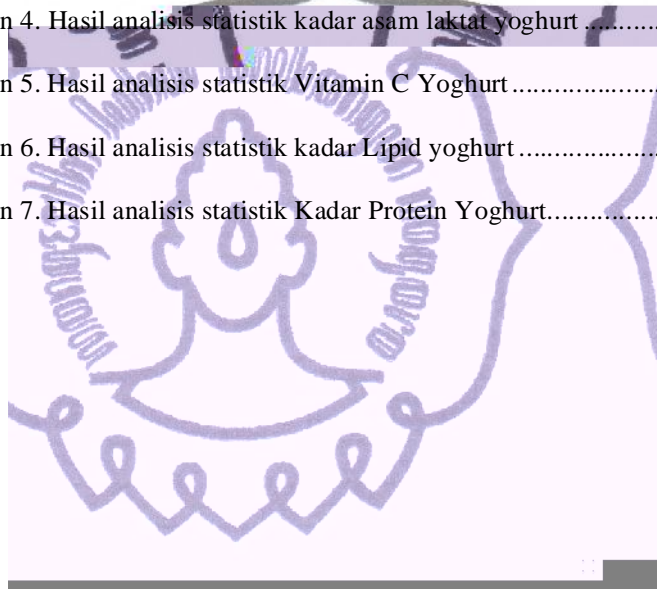 n 4. Hasil analisis statistik kadar asam laktat yoghurt ...........
n 5. Hasil analisis statistik Vitamin C Yoghurt ....................
n 6. Hasil analisis statistik kadar Lipid yoghurt ...................
n 7. Hasil analisis statistik Kadar Protein Yoghurt.................